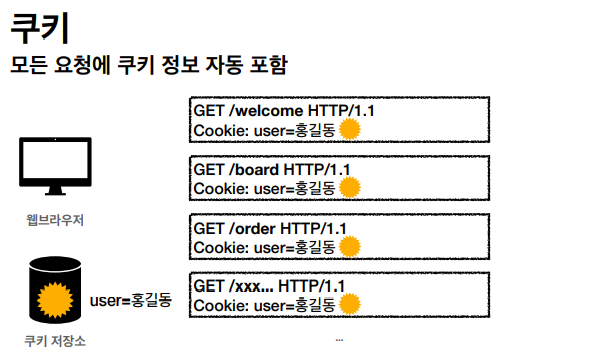 쿠키
모든 요청에 쿠키 정보 자동 포함
GET /welcome HTTP/1.1
Cookie: user=홍길동
웹브라우저
GET /board HTTP/1.1
Cookie: user=홍길동
GET /order HTTP/1.1
Cookie: user=홍길동
user=홍길동
쿠키 저장소
GET /xxx... HTTP/1.1
Cookie: user=홍길동
...